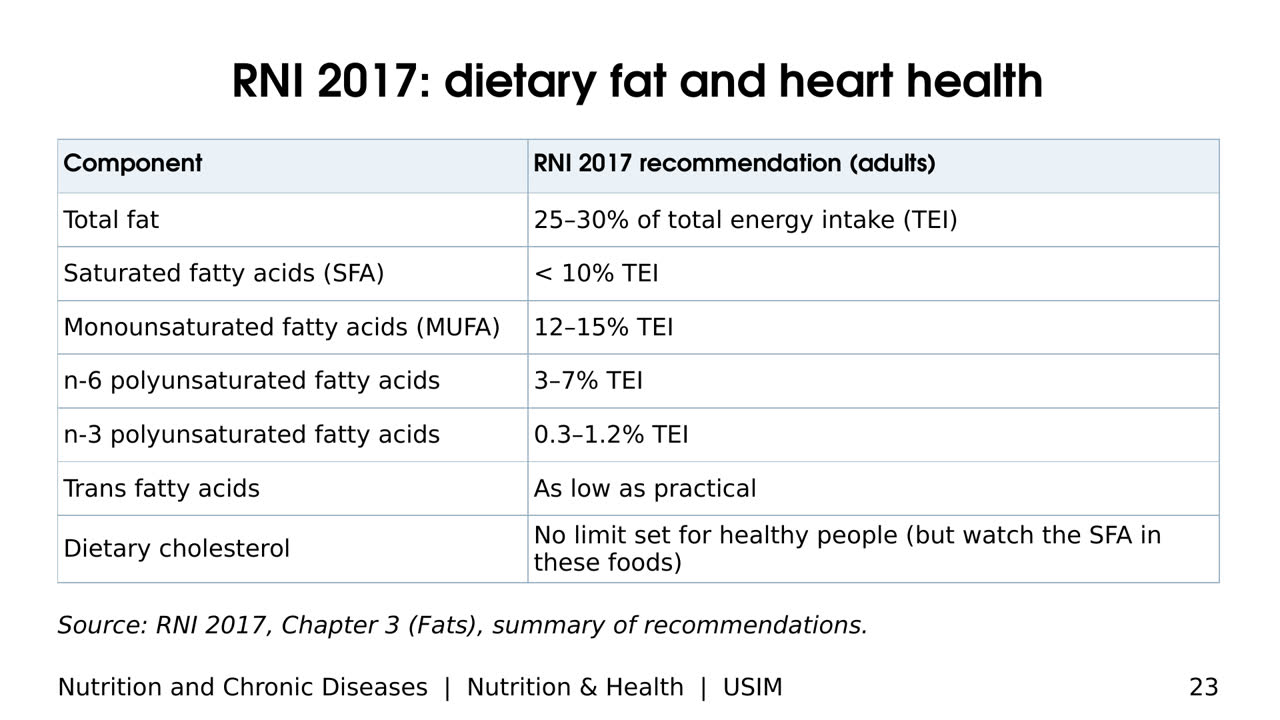 RNI 2017: dietary fat and heart health
Component
RNI 2017 recommendation (adults)
Total fat
25–30% of total energy intake (TEI)
Saturated fatty acids (SFA)
< 10% TEI
Monounsaturated fatty acids (MUFA)
12–15% TEI
n-6 polyunsaturated fatty acids
3–7% TEI
n-3 polyunsaturated fatty acids
0.3–1.2% TEI
Trans fatty acids
As low as practical
Dietary cholesterol
No limit set for healthy people (but watch the SFA in
these foods)
Source: RNI 2017, Chapter 3 (Fats), summary of recommendations.
Nutrition and Chronic Diseases | Nutrition & Health | USIM
23